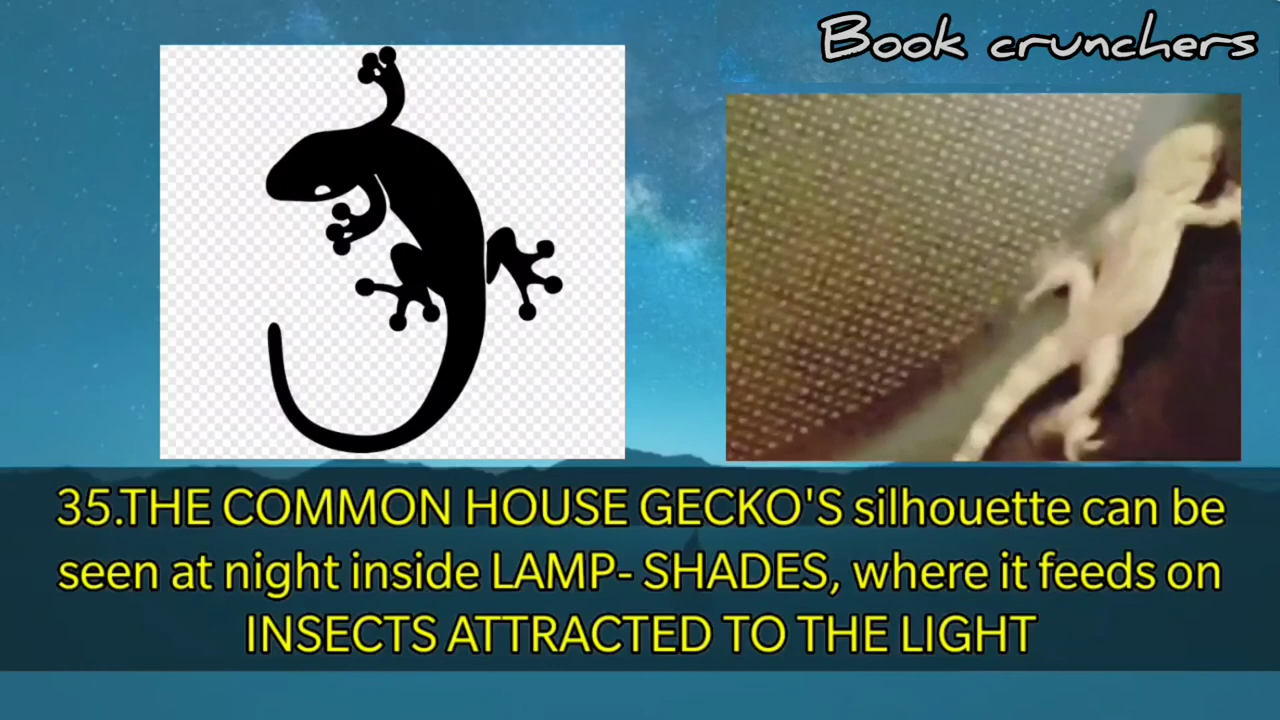 Book crunchers
35.THE COMMON HOUSE GECKO'S silhouette can be
seen at night inside LAMP- SHADES, where it feeds on
INSECTS ATTRACTED TO THE LIGHT